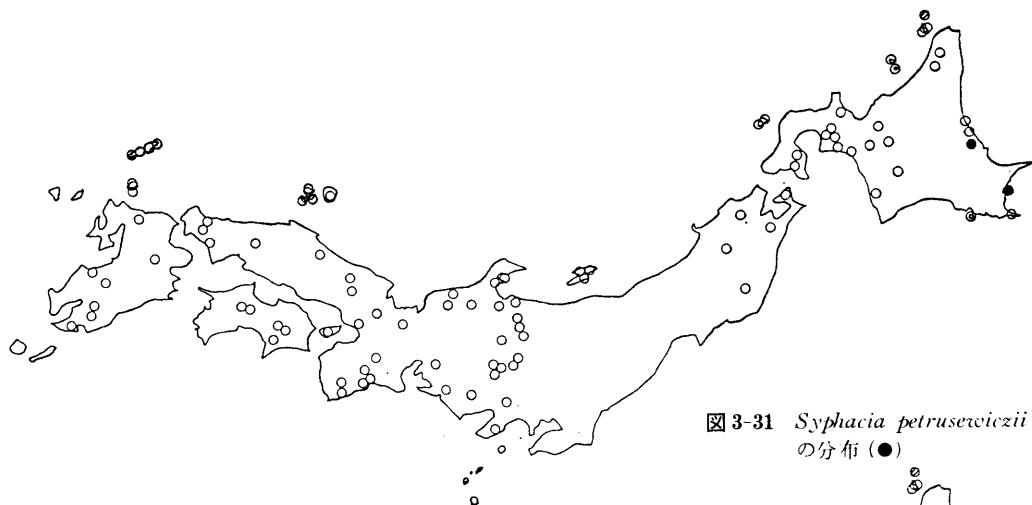 図 3-31 Syphacia petrusewiczii
の分布 (●)